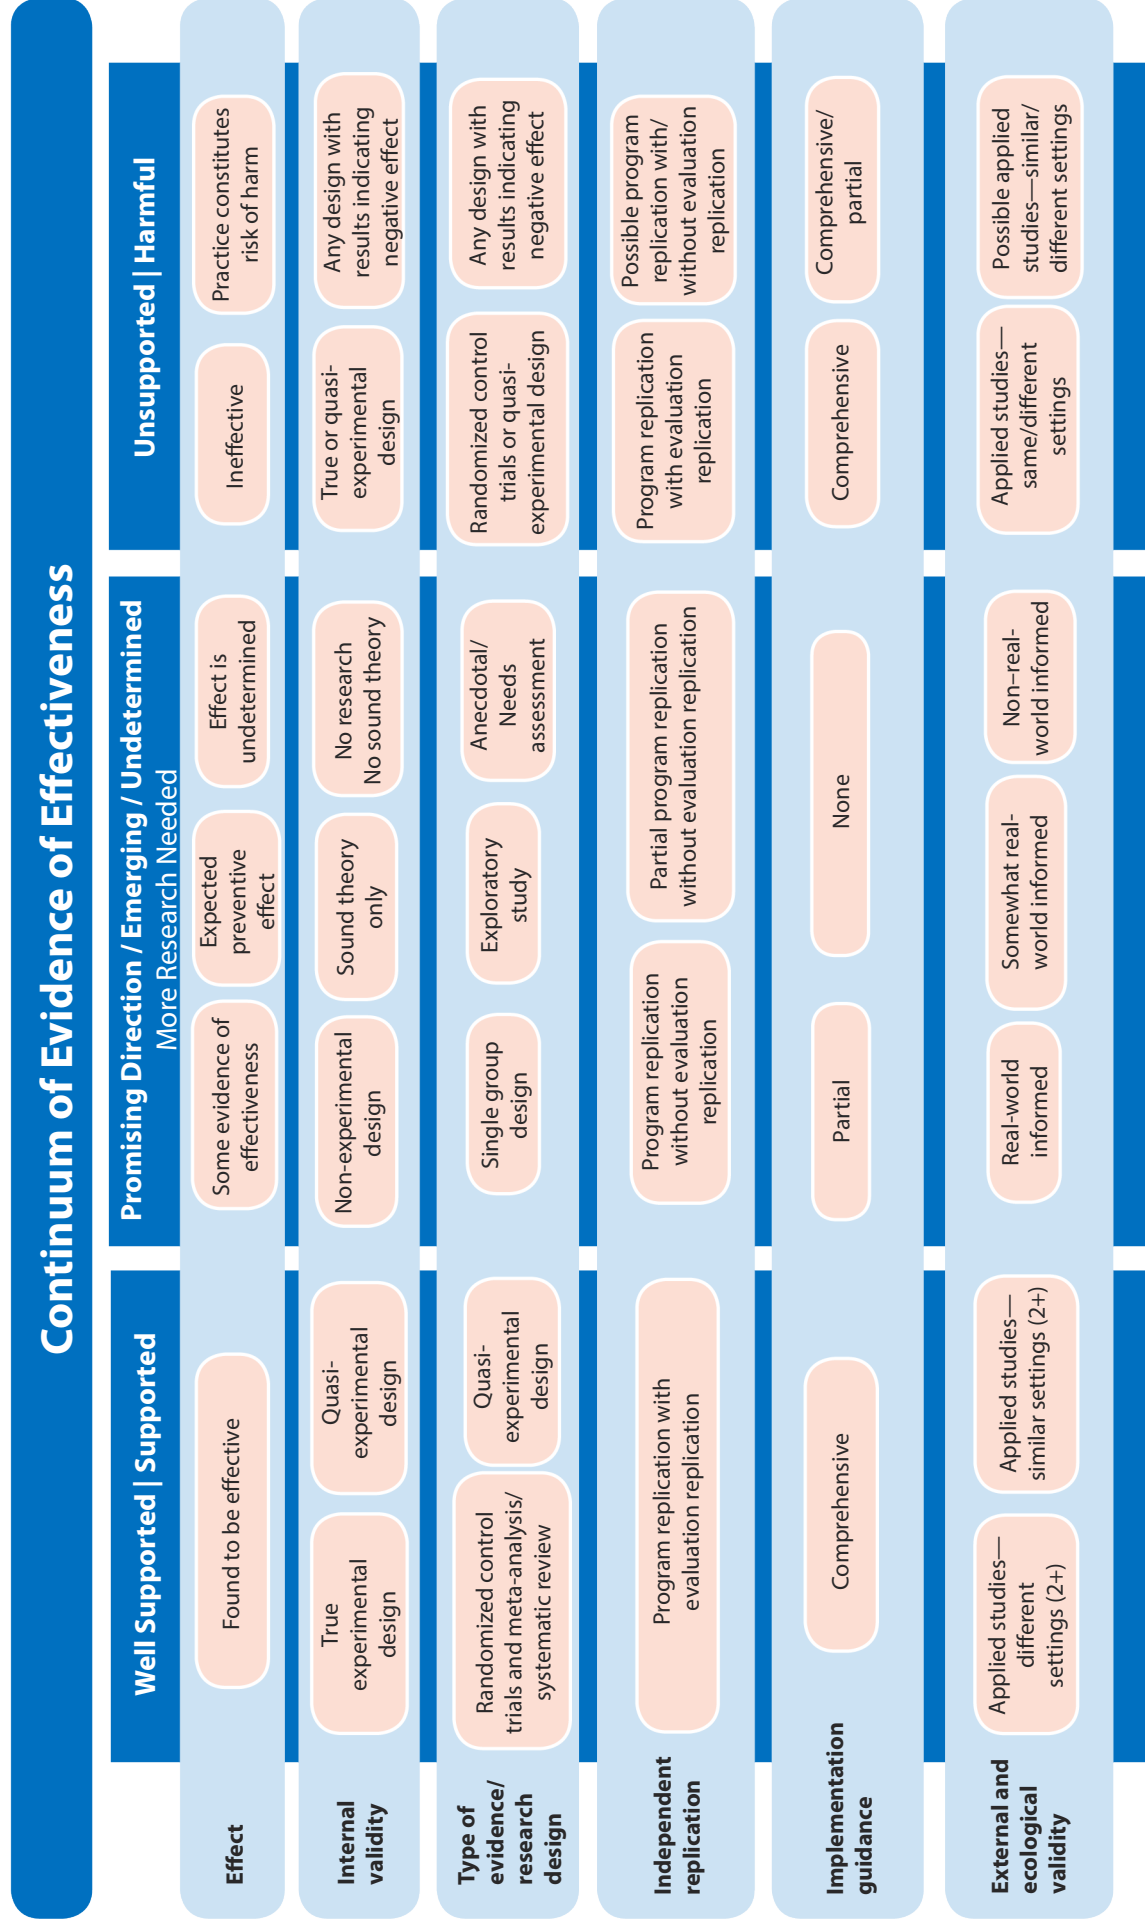 Continuum of Evidence of Effectiveness
Well Supported | Supported
Promising Direction / Emerging / Undetermined
More Research Needed
Unsupported | Harmful
Effect
Found to be effective
Some evidence of
effectiveness
Expected
preventive
effect
Effect is
undetermined
Ineffective
Practice constitutes
risk of harm
Internal
validity
True
experimental
design
Quasi-
experimental
design
Non-experimental
design
Sound theory
only
No research
No sound theory
True or quasi-
experimental
design
Any design with
results indicating
negative effect
Type of
evidence/
research
design
Randomized control
trials and meta-analysis/
systematic review
Quasi-
experimental
design
Single group
design
Exploratory
study
Anecdotal/
Needs
assessment
Randomized control
trials or quasi-
experimental design
Any design with
results indicating
negative effect
Independent
replication
Program replication with
evaluation replication
Program replication
without evaluation
replication
Partial program replication
without evaluation replication
Program replication
with evaluation
replication
Possible program
replication with/
without evaluation
replication
Implementation
guidance
Comprehensive
Partial
None
Comprehensive
Comprehensive/
partial
External and
ecological
validity
Applied studies—
different
settings (2+)
Applied studies—
similar settings (2+)
Real-world
informed
Somewhat real-
world informed
Non–real-
world informed
Applied studies—
same/different
settings
Possible applied
studies—similar/
different settings